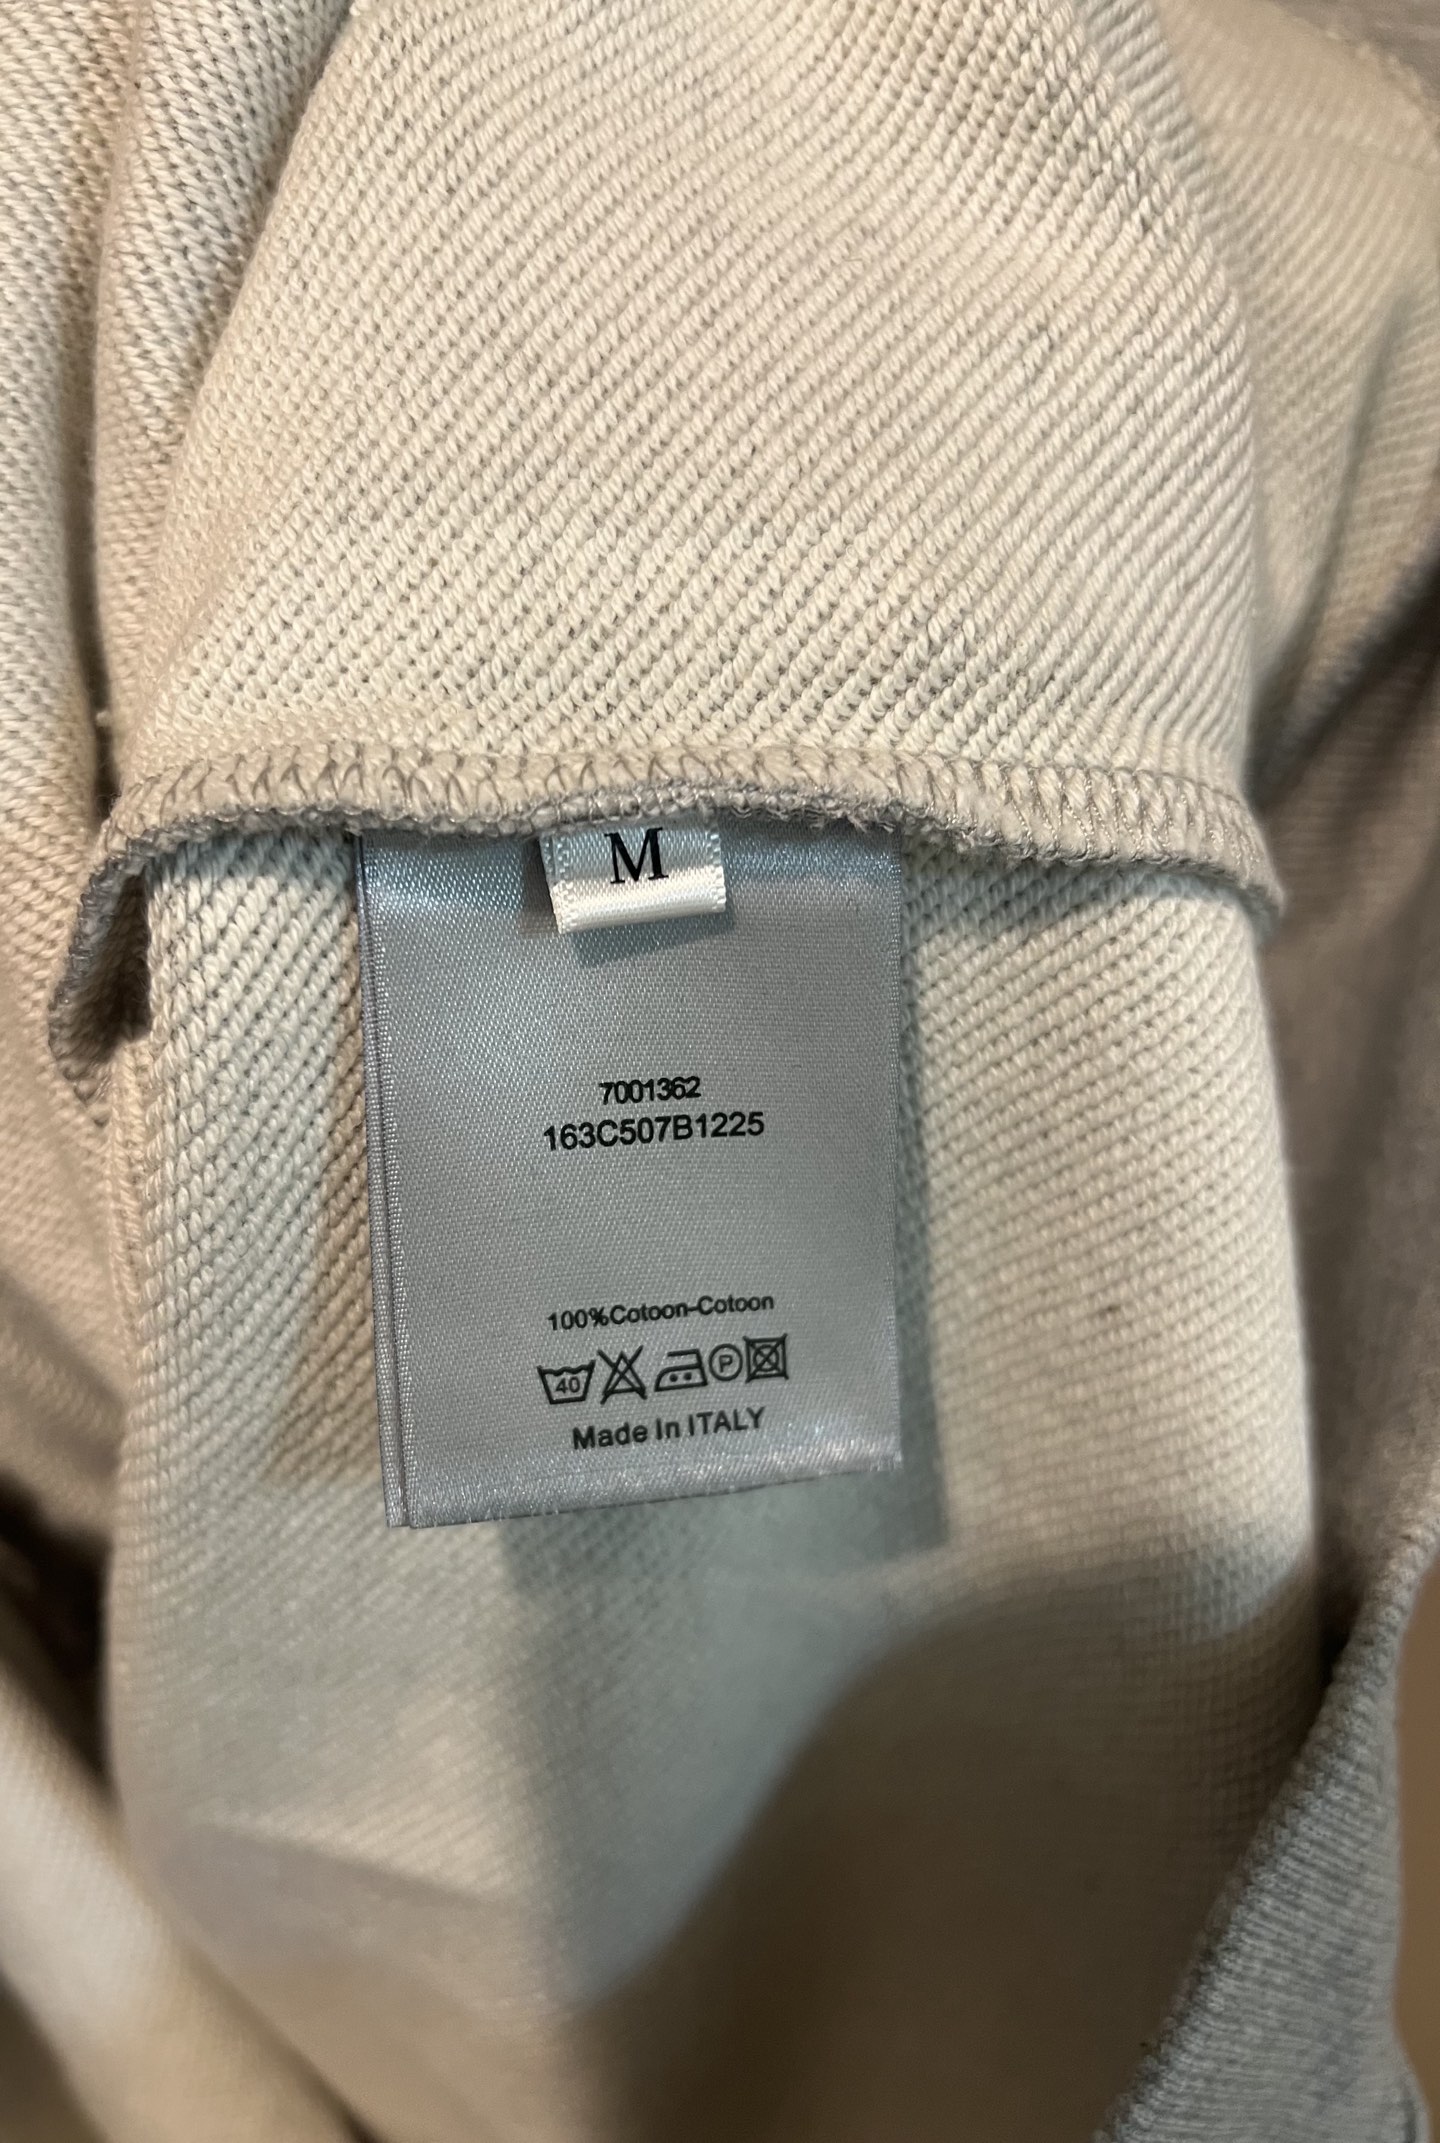 M
7001362
163C507B1225
100%Cotoon-Cotoon
40 P
Made In ITALY